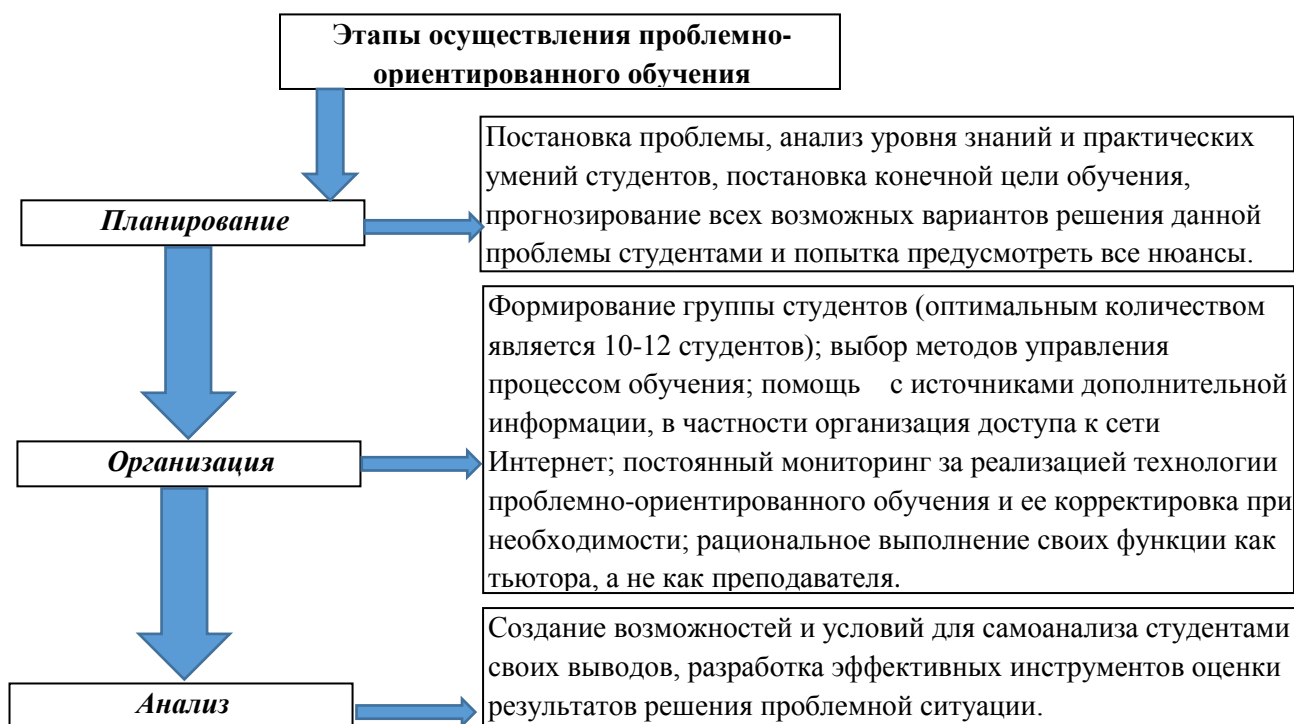 Этапы осуществления проблемно-
ориентированного обучения
Планирование
Постановка проблемы, анализ уровня знаний и практических
умений студентов, постановка конечной цели обучения,
прогнозирование всех возможных вариантов решения данной
проблемы студентами и попытка предусмотреть все нюансы.
Организация
Формирование группы студентов (оптимальным количеством
является 10-12 студентов); выбор методов управления
процессом обучения; помощь с источниками дополнительной
информации, в частности организация доступа к сети
Интернет; постоянный мониторинг за реализацией технологии
проблемно-ориентированного обучения и ее корректировка при
необходимости; рациональное выполнение своих функции как
тьютора, а не как преподавателя.
Анализ
Создание возможностей и условий для самоанализа студентами
своих выводов, разработка эффективных инструментов оценки
результатов решения проблемной ситуации.